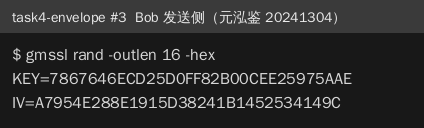 task4-envelope #3 Bob 发送侧（元泓鉴 20241304）
$ gmssl rand -outlen 16 -hex
KEY=7867646ECD25D0FF82B00CEE25975AAE
IV=A7954E288E1915D38241B1452534149C